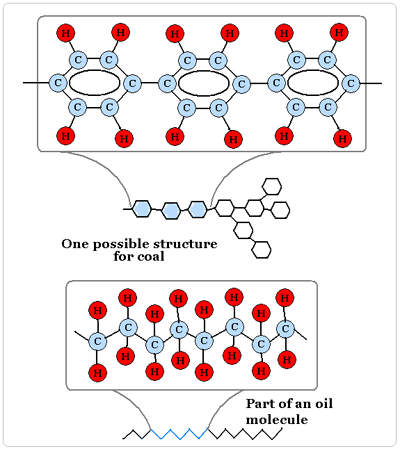 H H H H H H
C C C C C C
C C C C C C
C C C C C C
H H H H H H
One possible structure
for coal
H H H H H H H H
C C C C C C C C
H H H H H H H H
Part of an oil
molecule